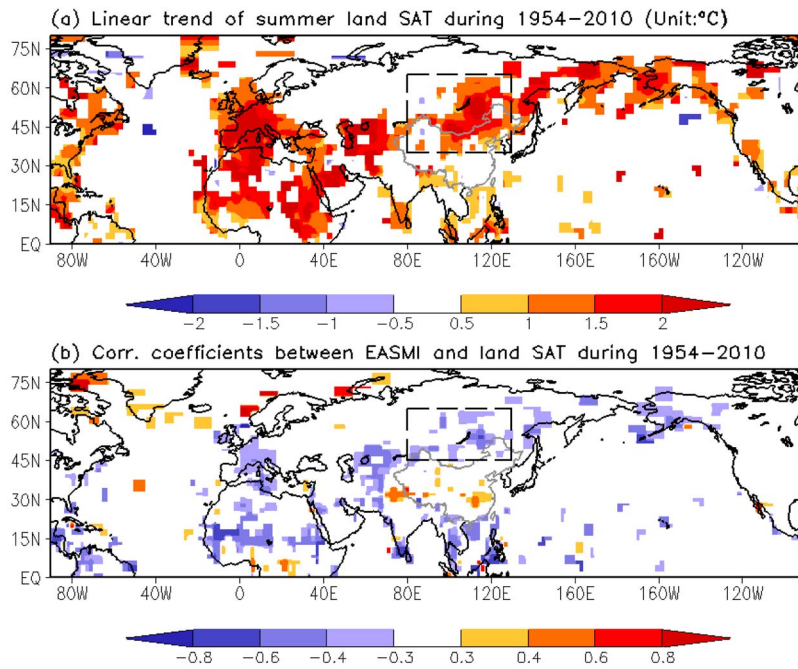 (a) Linear trend of summer land SAT during 1954−2010 (Unit:°C)
75N
60N
45N
30N
15N
EQ
80W 40W 0 40E 80E 120E 160E 160W 120W
−2 −1.5 −1 −0.5 0.5 1 1.5 2
(b) Corr. coefficients between EASMI and land SAT during 1954−2010
75N
60N
45N
30N
15N
EQ
80W 40W 0 40E 80E 120E 160E 160W 120W
−0.8 −0.6 −0.4 −0.3 0.3 0.4 0.6 0.8